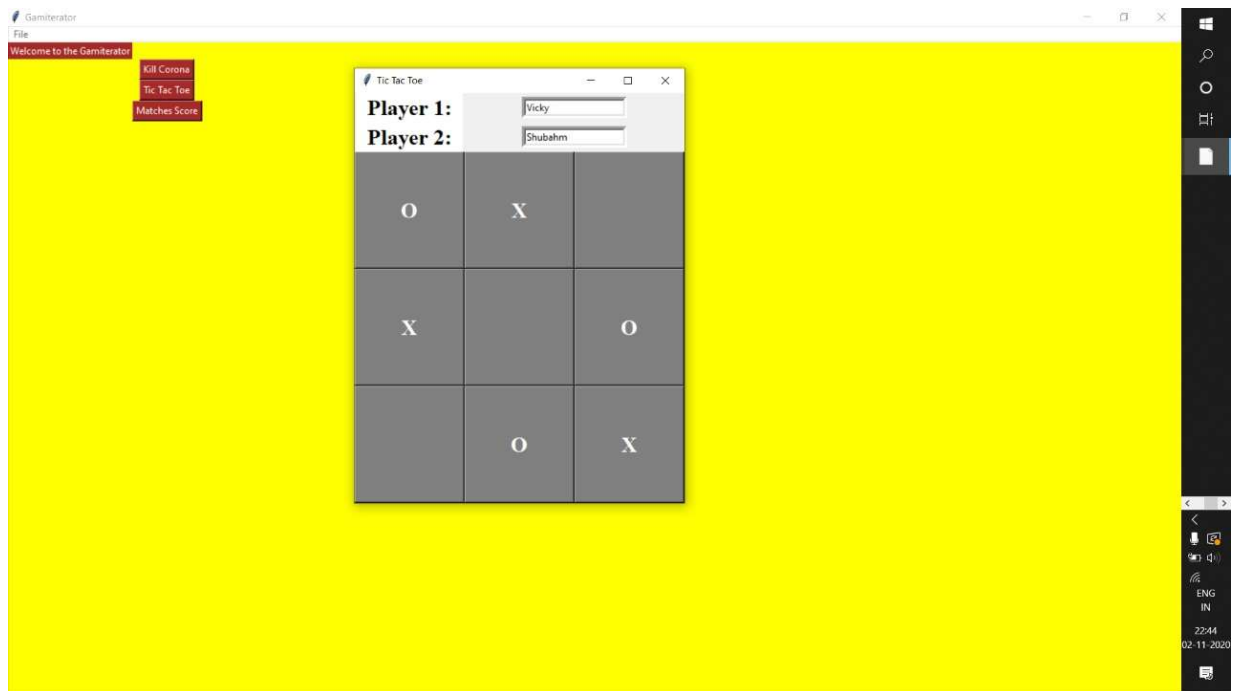 Gamiterator
File
Welcome to the Gamiterator
Kill Corona
Tic Tac Toe
Matches Score
Tic Tac Toe
Player 1: Vicky
Player 2: Shubahm
O X
X O
O X
ENG
IN
22:44
02-11-2020